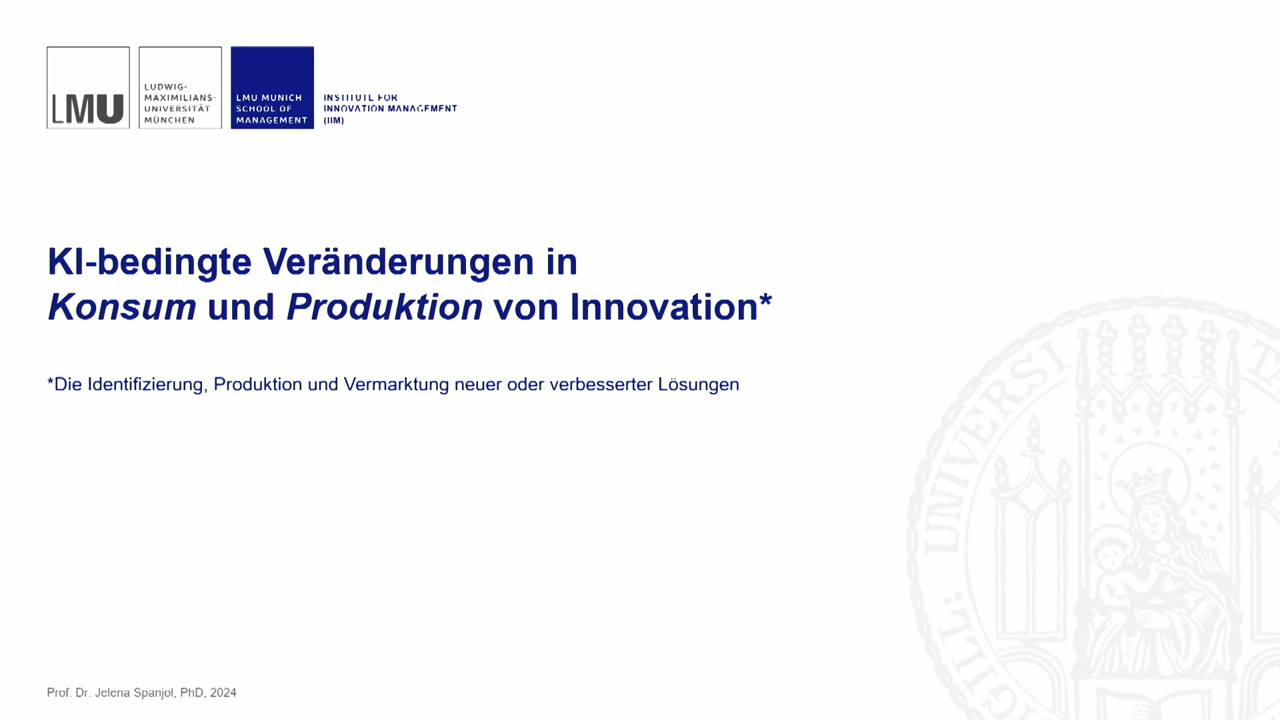 LMU
LUDWIG-
MAXIMILIANS-
UNIVERSITÄT
MÜNCHEN
LMU MUNICH
SCHOOL OF
MANAGEMENT
INSTITUTE FOR
INNOVATION MANAGEMENT
(IIM)
KI-bedingte Veränderungen in
Konsum und Produktion von Innovation*
*Die Identifizierung, Produktion und Vermarktung neuer oder verbesserter Lösungen
Prof. Dr. Jelena Spanjol, PhD, 2024